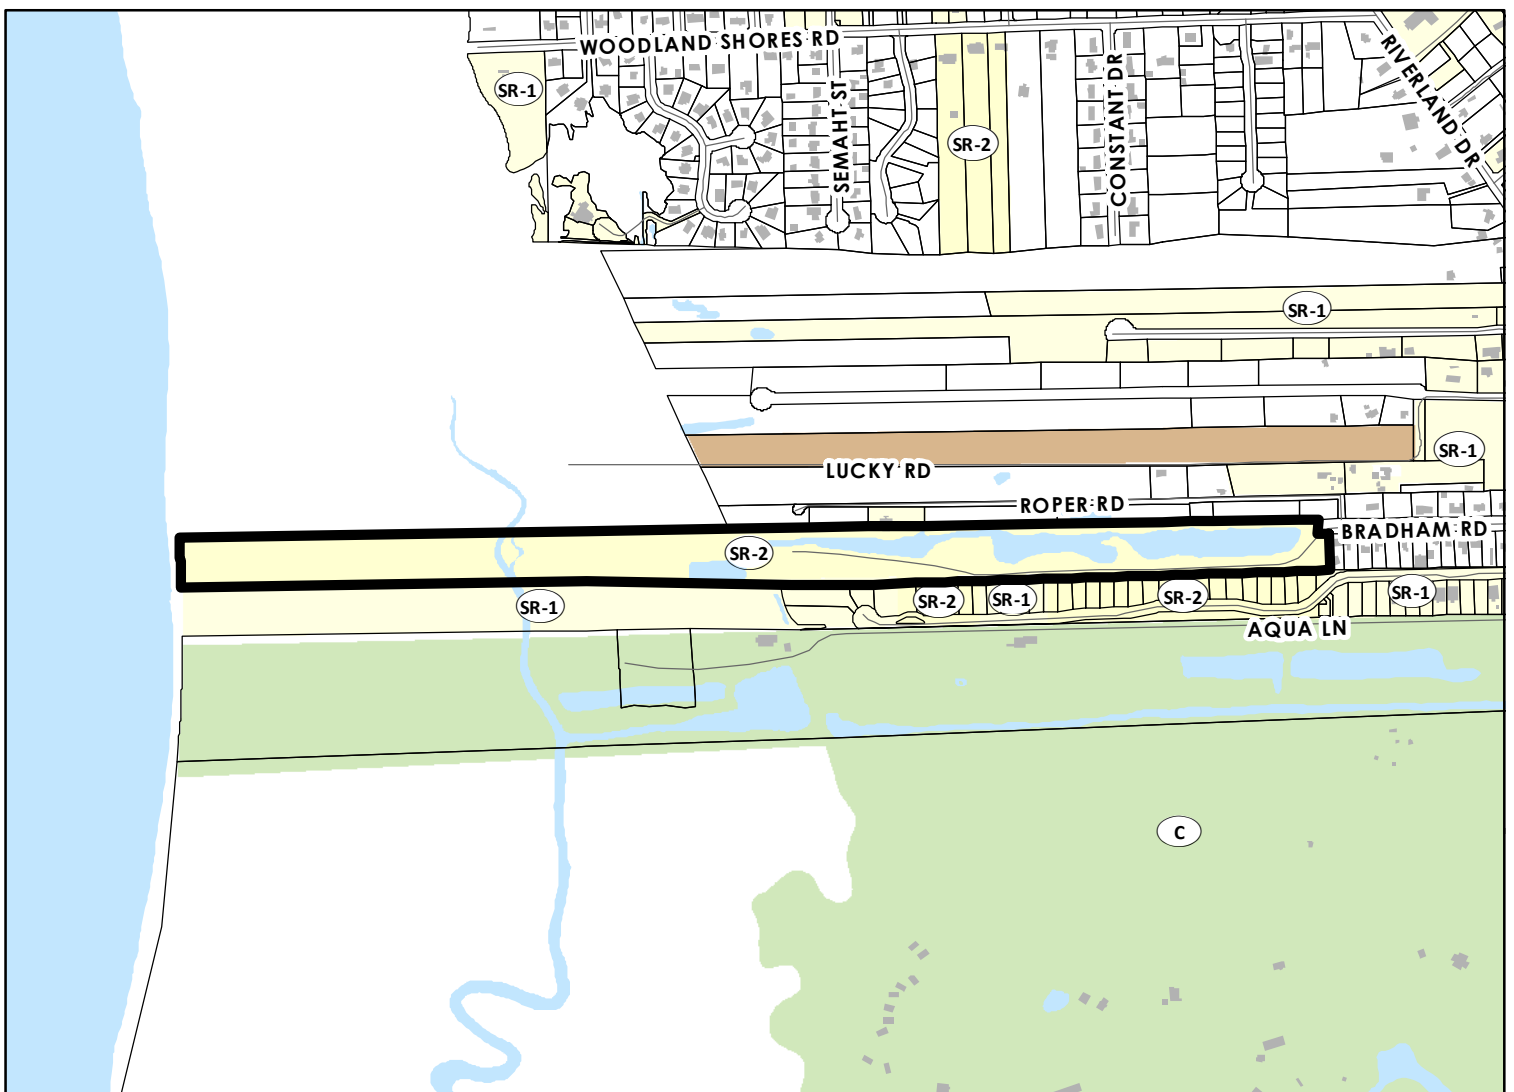 WOODLAND SHORES RD
RIVERLAND DR
SR-1
SEMAHT ST
CONSTANT DR
SR-2
SR-1
SR-1
LUCKY RD
ROPER RD
BRADHAM RD
SR-2
SR-1
SR-2
SR-1
SR-2
SR-1
AQUA LN
C